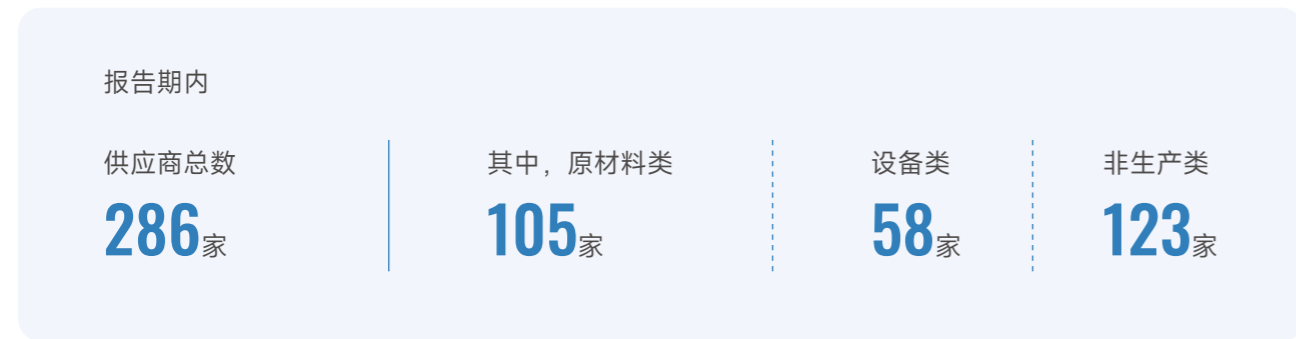 报告期内
供应商总数
286家
其中，原材料类
105家
设备类
58家
非生产类
123家